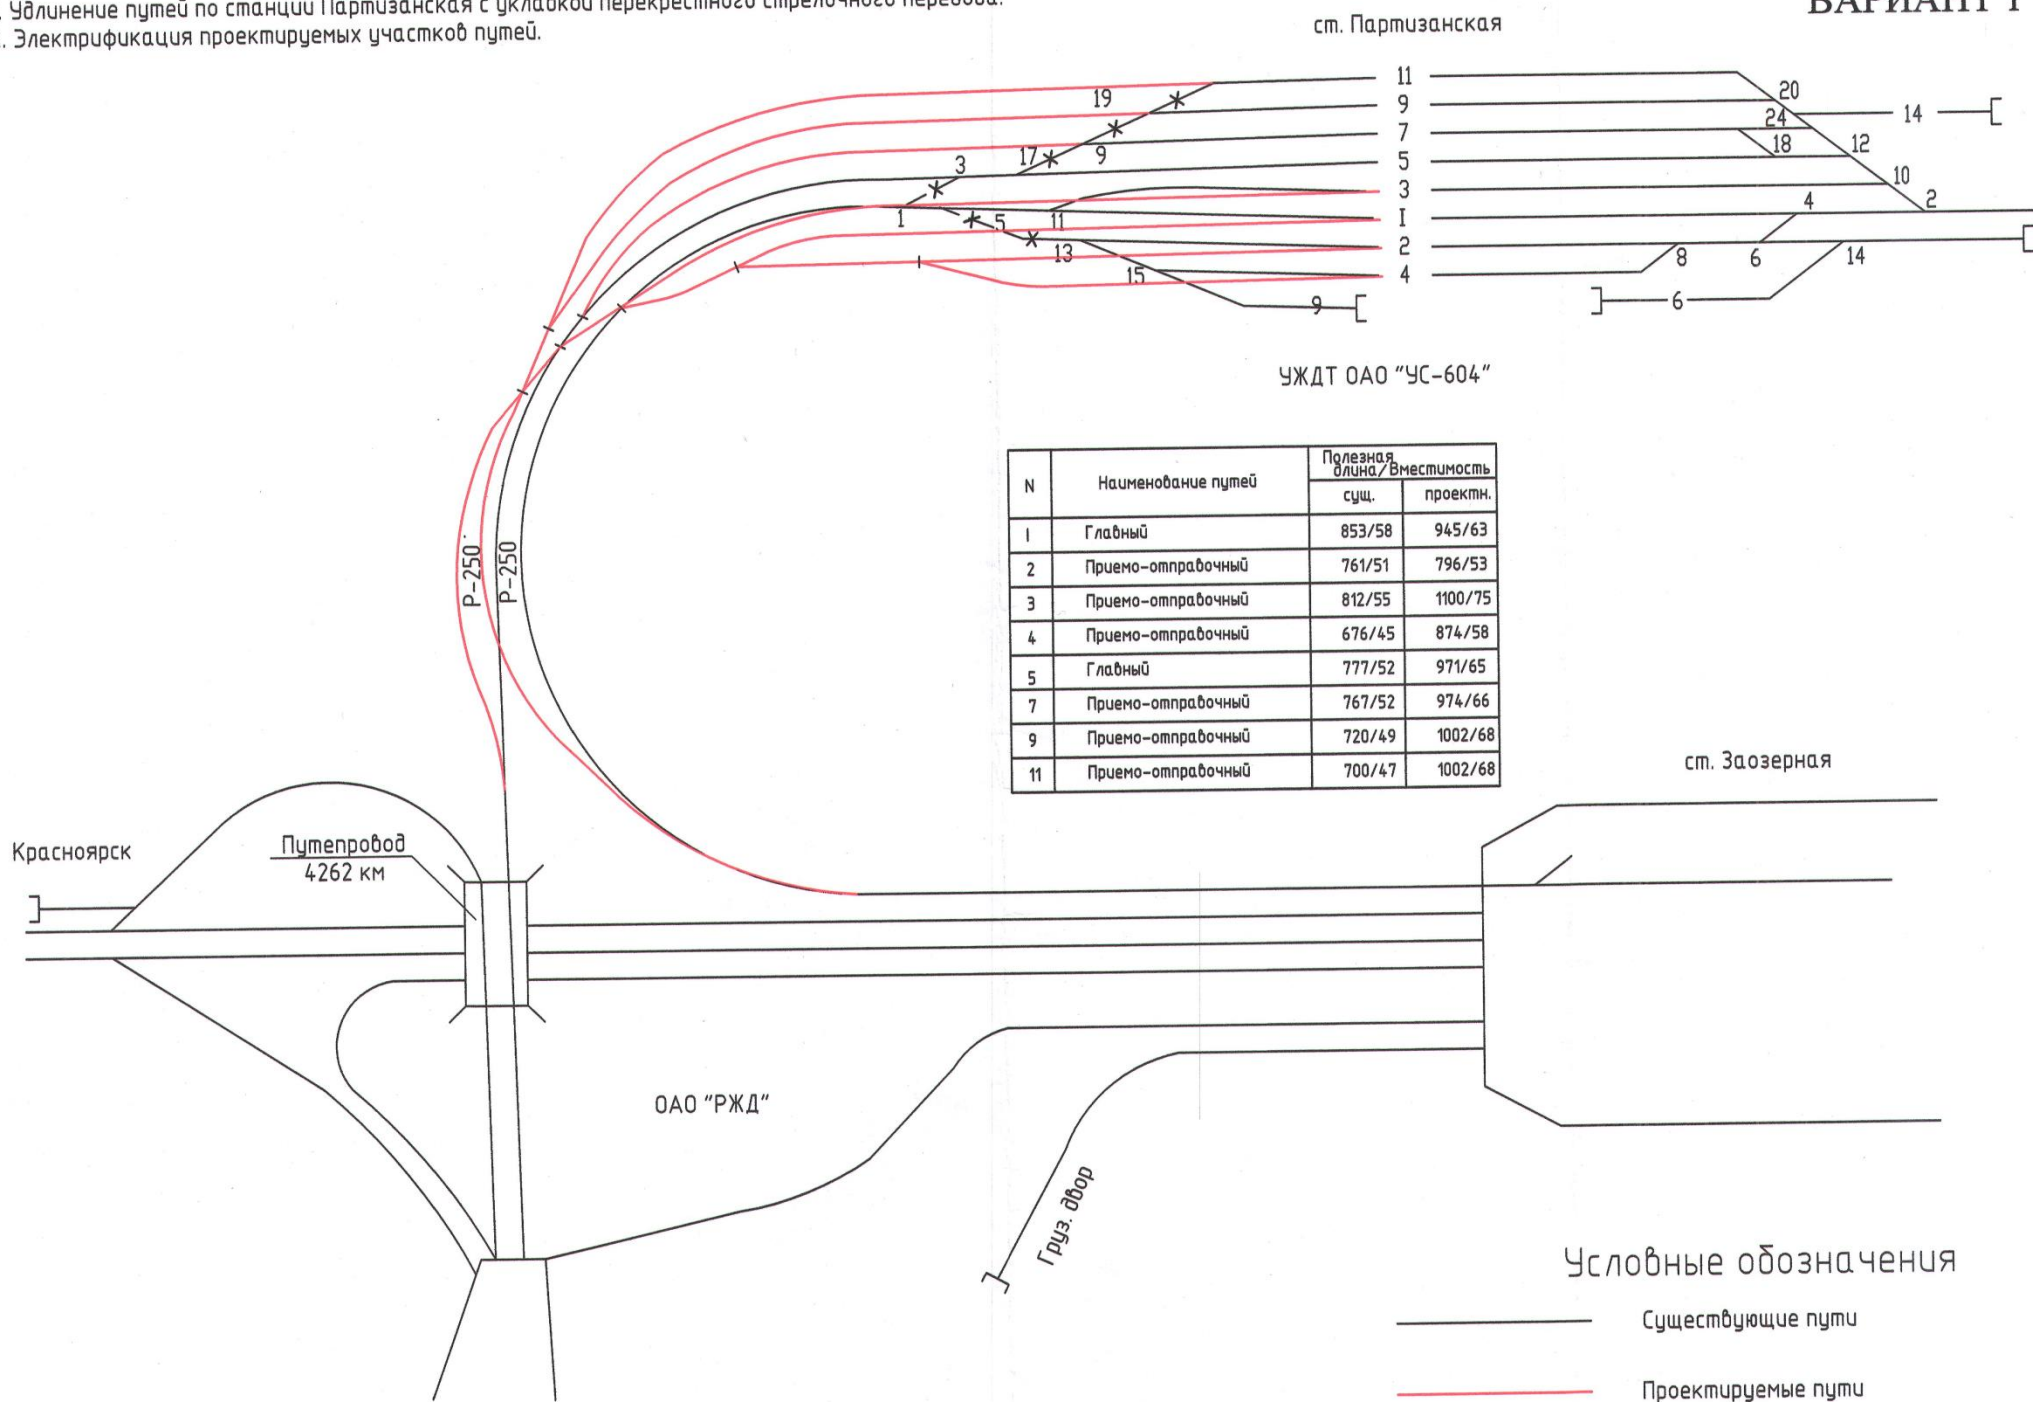 . Удлинение путей по станции Партизанская с укладкой перекрестного стрелочного перевода.
. Электрификация проектируемых участков путей.
ВАРИАНТ 1
ст. Партизанская
11
19
20
9
14
24
7
17
9
18
12
3
5
10
3
4
2
1
5
11
I
13
2
8
6
14
15
4
9
6
УЖДТ ОАО "УС-604"
N
Наименование путей
Полезная длина/Вместимость
сущ.
проектн.
I Главный 853/58 945/63
2 Приемо-отправочный 761/51 796/53
3 Приемо-отправочный 812/55 1100/75
4 Приемо-отправочный 676/45 874/58
5 Главный 777/52 971/65
7 Приемо-отправочный 767/52 974/66
9 Приемо-отправочный 720/49 1002/68
11 Приемо-отправочный 700/47 1002/68
Р-250
Р-250
ст. Заозерная
Красноярск
Путепровод
4262 км
ОАО "РЖД"
Груз. двор
Условные обозначения
Существующие пути
Проектируемые пути